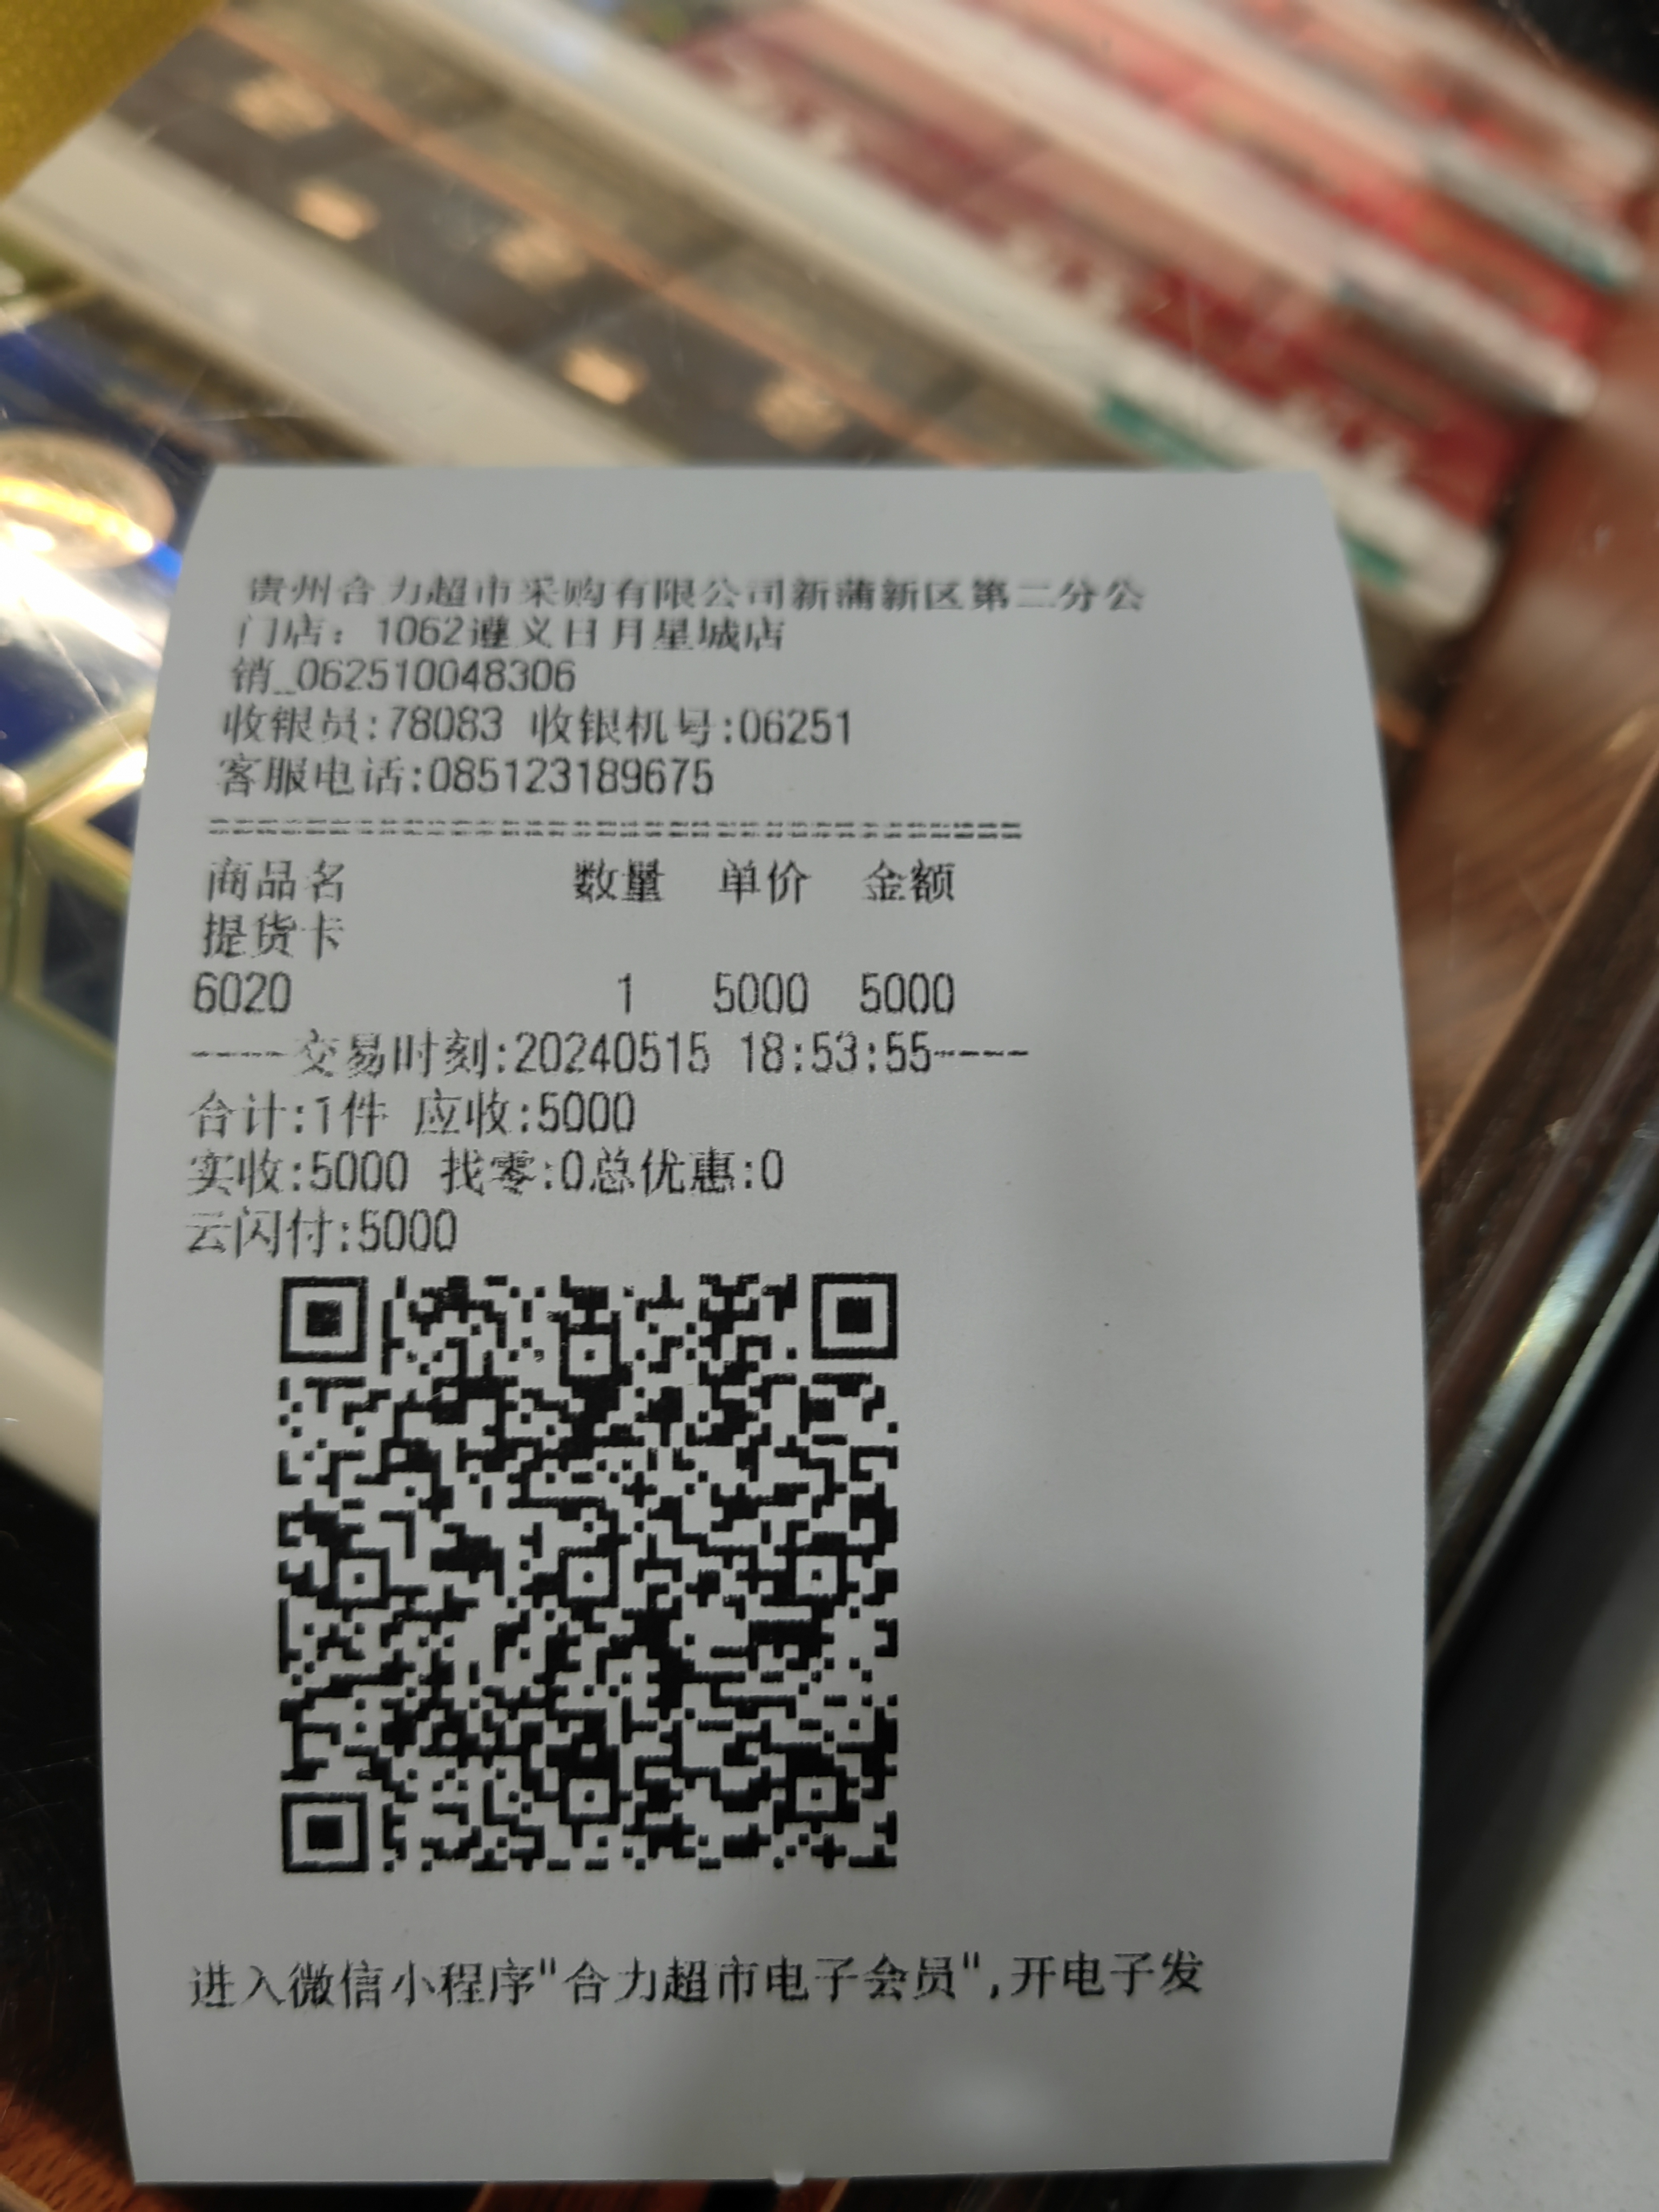 贵州合力超市采购有限公司新蒲新区第二分公
门店：1062遵义日月星城店
销_062510048306
收银员:78083 收银机号:06251
客服电话:085123189675
商品名 数量 单价 金额
提货卡
6020 1 5000 5000
----交易时刻:20240515 18:53:55----
合计:1件 应收:5000
实收:5000 找零:0总优惠:0
云闪付:5000
进入微信小程序"合力超市电子会员",开电子发